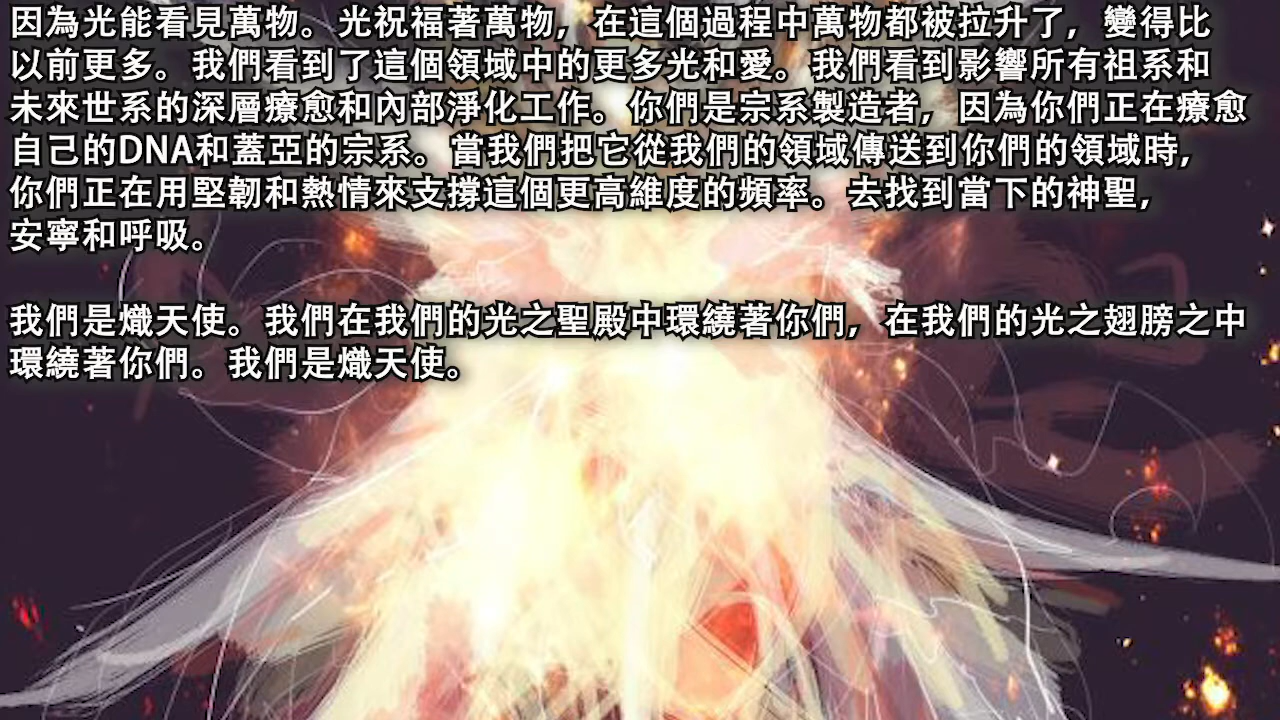 因為光能看見萬物。光祝福著萬物，在這個過程中萬物都被拉升了，變得比
以前更多。我們看到了這個領域中的更多光和愛。我們看到影響所有祖系和
未來世系的深層療愈和內部淨化工作。你們是宗系製造者，因為你們正在療愈
自己的DNA和蓋亞的宗系。當我們把它從我們的領域傳送到你們的領域時，
你們正在用堅韌和熱情來支撐這個更高維度的頻率。去找到當下的神聖，
安寧和呼吸。
我們是熾天使。我們在我們的光之聖殿中環繞著你們，在我們的光之翅膀之中
環繞著你們。我們是熾天使。